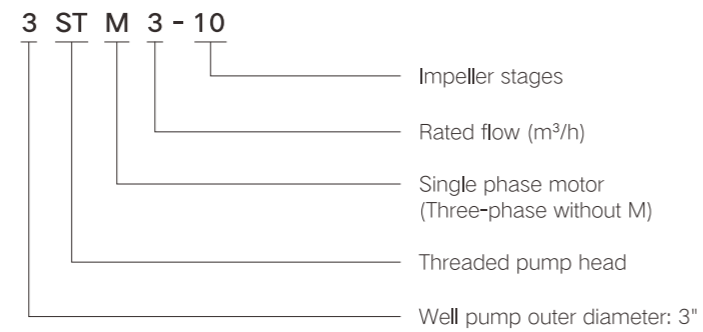 3 ST M 3 - 10
Impeller stages
Rated flow (m³/h)
Single phase motor
(Three-phase without M)
Threaded pump head
Well pump outer diameter: 3"